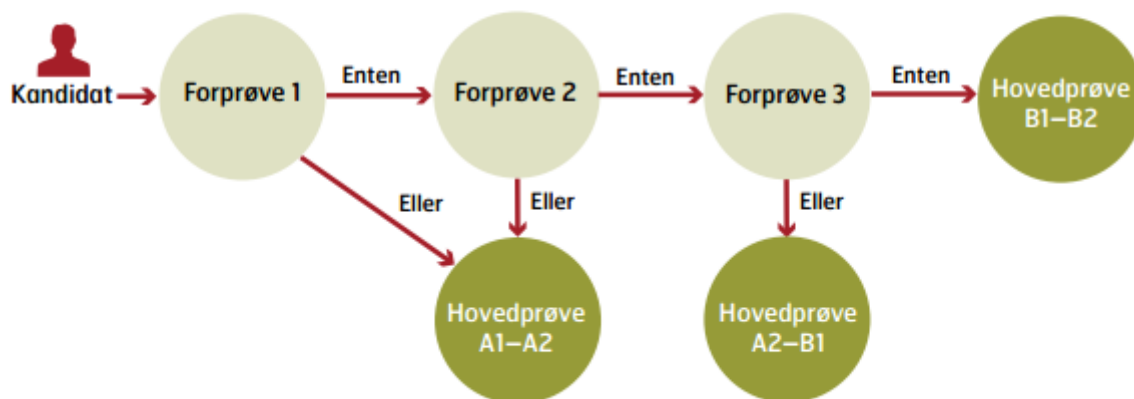 Kandidat
Forprøve 1
Enten
Forprøve 2
Enten
Forprøve 3
Enten
Hovedprøve
B1–B2
Eller
Eller
Eller
Hovedprøve
A1–A2
Hovedprøve
A2–B1